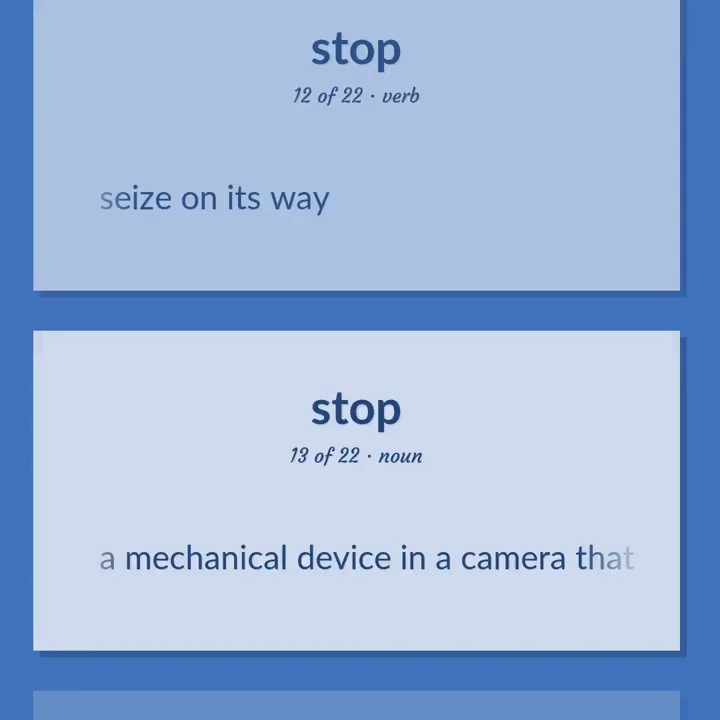 stop
12 of 22 · verb
seize on its way
stop
13 of 22 · noun
a mechanical device in a camera that